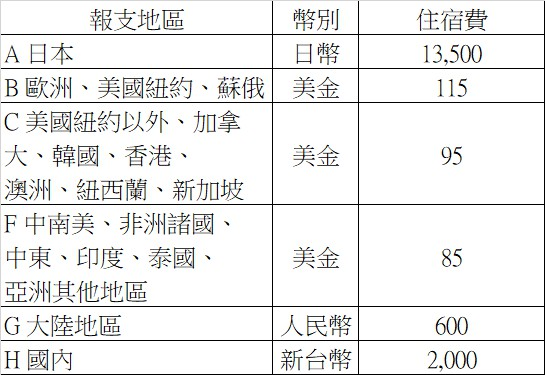 報支地區 幣別 住宿費
A 日本 日幣 13,500
B 歐洲、美國紐約、蘇俄 美金 115
C 美國紐約以外、加拿
大、韓國、香港、
澳洲、紐西蘭、新加坡 美金 95
F 中南美、非洲諸國、
中東、印度、泰國、
亞洲其他地區 美金 85
G 大陸地區 人民幣 600
H 國內 新台幣 2,000